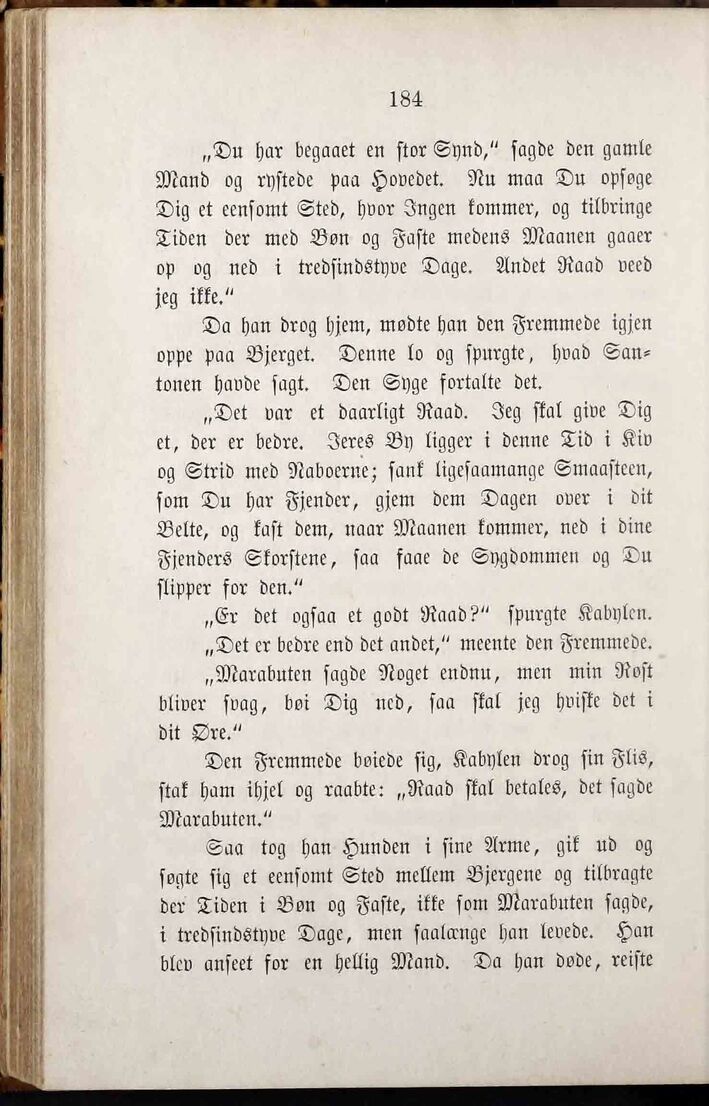 184
„Du har begaaet en stor Synd,“ sagde den gamle
Mand og rystede paa Hovedet. Nu maa Du opsøge
Dig et eensomt Sted, hvor Ingen kommer, og tilbringe
Tiden der med Bøn og Faste medens Maanen gaaer
op og ned i tredsindstyve Dage. Andet Raad veed
jeg ikke.“
Da han drog hjem, mødte han den Fremmede igjen
oppe paa Bjerget. Denne lo og spurgte, hvad San-
tonen havde sagt. Den Syge fortalte det.
„Det var et daarligt Raad. Jeg skal give Dig
et, der er bedre. Jeres By ligger i denne Tid i Kiv
og Strid med Naboerne; sank ligesaamange Smaasteen,
som Du har Fjender, gjem dem Dagen over i dit
Belte, og kast dem, naar Maanen kommer, ned i dine
Fjenders Skorstene, saa faae de Sygdommen og Du
slipper for den.“
„Er det ogsaa et godt Raad?“ spurgte Kabylen.
„Det er bedre end det andet,“ meente den Fremmede.
„Marabuten sagde Noget endnu, men min Røst
bliver svag, bøi Dig ned, saa skal jeg hviske det i
dit Øre.“
Den Fremmede bøiede sig, Kabylen drog sin Flis,
stak ham ihjel og raabte: „Raad skal betales, det sagde
Marabuten.“
Saa tog han Hunden i sine Arme, gik ud og
søgte sig et eensomt Sted mellem Bjergene og tilbragte
der Tiden i Bøn og Faste, ikke som Marabuten sagde,
i tredsindstyve Dage, men saalænge han levede. Han
blev anseet for en hellig Mand. Da han døde, reiste